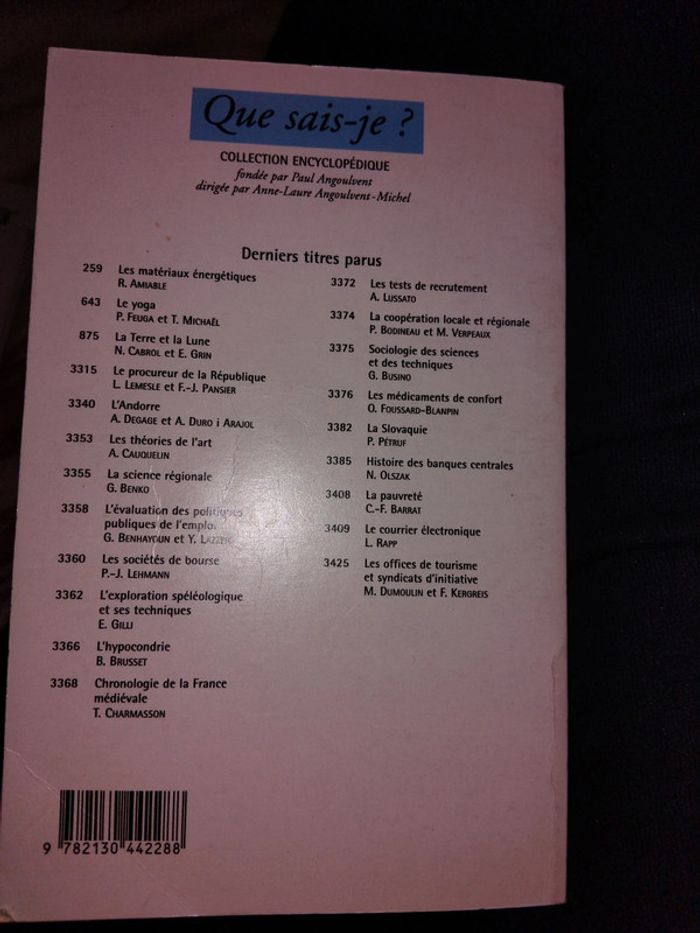 Que sais-je ?
COLLECTION ENCYCLOPÉDIQUE
fondée par Paul Angoulvent
dirigée par Anne-Laure Angoulvent-Michel
Derniers titres parus
259 Les matériaux énergétiques
R. AMIABLE
643 Le yoga
P. FEUGA et T. MICHAËL
875 La Terre et la Lune
N. CABROL et E. GRIN
3315 Le procureur de la République
L. LEMESLE et F.-J. PANSIER
3340 L'Andorre
A. DEGAGE et A. DURO i ARAJOL
3353 Les théories de l'art
A. CAUQUELIN
3355 La science régionale
G. BENKO
3358 L'évaluation des politiques
publiques de l'emploi
G. BENHAYOUN et Y.
3360 Les sociétés de bourse
P.-J. LEHMANN
3362 L'exploration spéléologique
et ses techniques
E. GILLI
3366 L'hypocondrie
B. BRUSSET
3368 Chronologie de la France
médiévale
T. CHARMASSON
3372 Les tests de recrutement
A. LUSSATO
3374 La coopération locale et régionale
P. BODINEAU et M. VERPEAUX
3375 Sociologie des sciences
et des techniques
G. BUSINO
3376 Les médicaments de confort
O. FOUSSARD-BLANPIN
3382 La Slovaquie
P. PÉTRUF
3385 Histoire des banques centrales
N. OLSZAK
3408 La pauvreté
C.-F. BARRAT
3409 Le courrier électronique
L. RAPP
3425 Les offices de tourisme
et syndicats d'initiative
M. DUMOULIN et F. KERGREIS
9 782130 442288